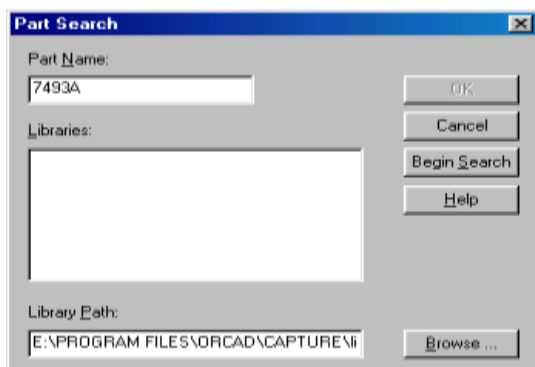 Part Search
Part Name:
7493A
OK
Libraries:
Cancel
Begin Search
Help
Library Path:
E:\PROGRAM FILES\ORCAD\CAPTURE\li
Browse ...